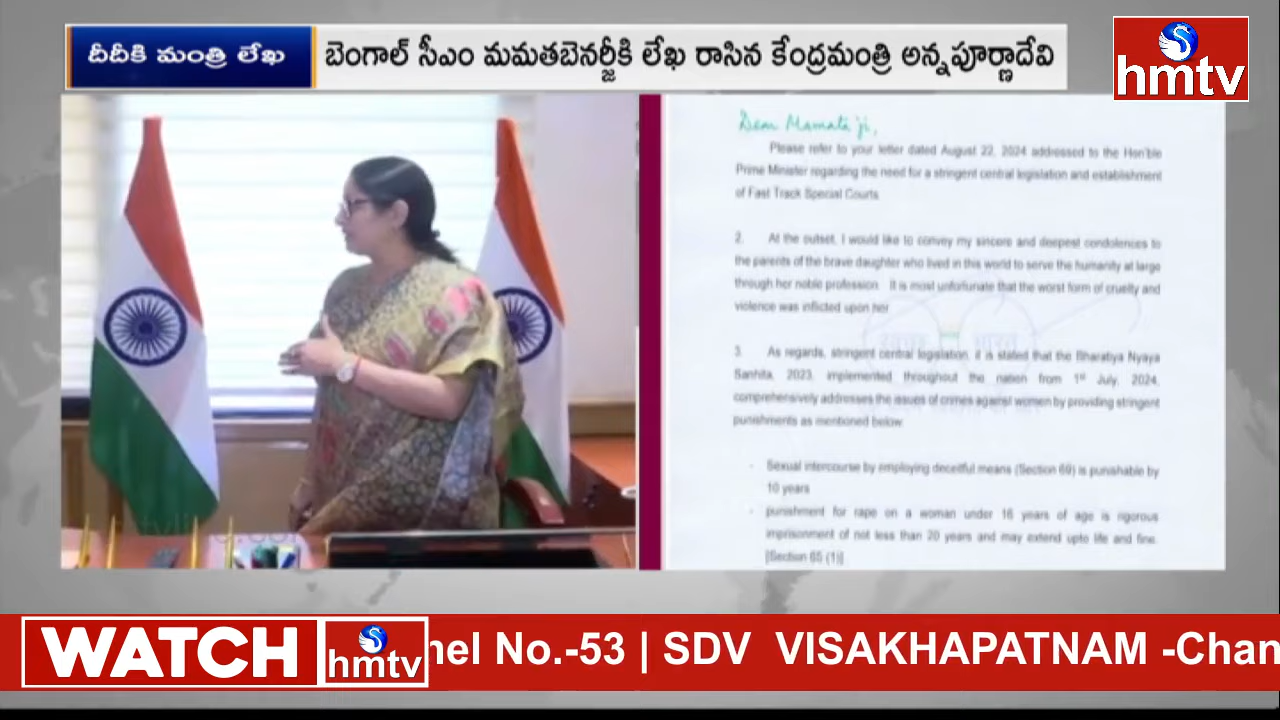 దీదీకి మంత్రి లేఖ
బెంగాల్ సీఎం మమతబెనర్జీకి లేఖ రాసిన కేంద్రమంత్రి అన్నపూర్ణాదేవి
hmtv
Dear Mamata ji,
Please refer to your letter dated August 22, 2024 addressed to the Hon'ble
Prime Minister regarding the need for a stringent central legislation and establishment
of Fast Track Special Courts
2. At the outset, I would like to convey my sincere and deepest condolences to
the parents of the brave daughter who lived in this world to serve the humanity at large
through her noble profession. It is most unfortunate that the worst form of cruelty and
violence was inflicted upon her
3. As regards, stringent central legislation, it is stated that the Bharatiya Nyaya
Sanhita, 2023, implemented throughout the nation from 1st July, 2024,
comprehensively addresses the issues of crimes against women by providing stringent
punishments as mentioned below
- Sexual intercourse by employing deceitful means (Section 69) is punishable by
10 years
- punishment for rape on a woman under 16 years of age is rigorous
imprisonment of not less than 20 years and may extend upto life and fine.
[Section 65 (1)]
WATCH hmtv nel No.-53 | SDV VISAKHAPATNAM -Chan